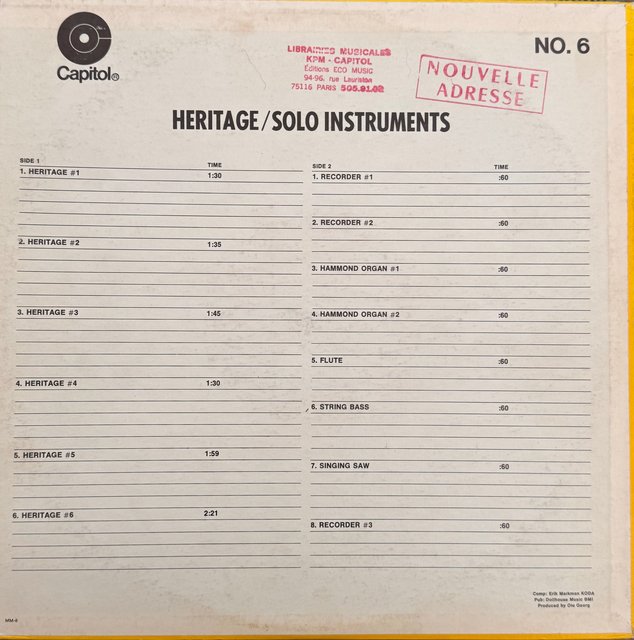 Capitol®
LIBRAIRIES MUSICALES
KPM - CAPITOL
Editions ECO MUSIC
94-96, rue Lauriston
75116 PARIS 505.81.02
NOUVELLE
ADRESSE
NO. 6
HERITAGE/SOLO INSTRUMENTS
SIDE 1 TIME
1. HERITAGE #1 1:30
2. HERITAGE #2 1:35
3. HERITAGE #3 1:45
4. HERITAGE #4 1:30
5. HERITAGE #5 1:59
6. HERITAGE #6 2:21
SIDE 2 TIME
1. RECORDER #1 :60
2. RECORDER #2 :60
3. HAMMOND ORGAN #1 :60
4. HAMMOND ORGAN #2 :60
5. FLUTE :60
6. STRING BASS :60
7. SINGING SAW :60
8. RECORDER #3 :60
Comp: Erik Markman KODA
Pub: Dollhouse Music BMI
Produced by Ole Georg
MM-6